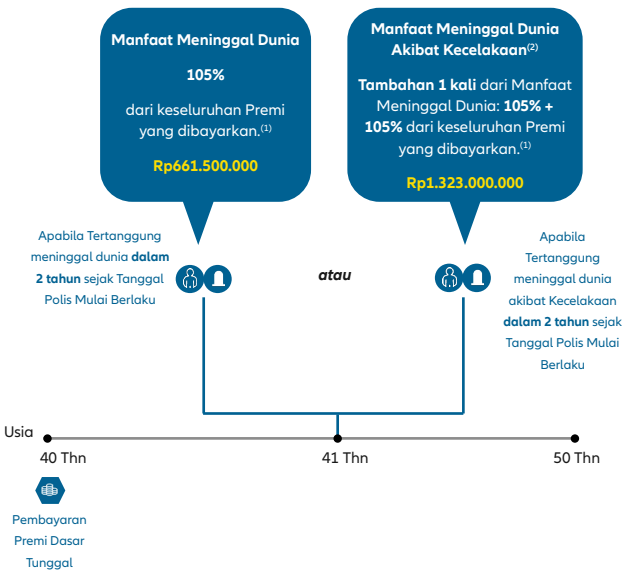 Manfaat Meninggal Dunia
105%
dari keseluruhan Premi
yang dibayarkan.(1)
Rp661.500.000
Manfaat Meninggal Dunia
Akibat Kecelakaan(2)
Tambahan 1 kali dari Manfaat
Meninggal Dunia: 105% +
105% dari keseluruhan Premi
yang dibayarkan.(1)
Rp1.323.000.000
Apabila Tertanggung
meninggal dunia dalam
2 tahun sejak Tanggal
Polis Mulai Berlaku
atau
Apabila
Tertanggung
meninggal dunia
akibat Kecelakaan
dalam 2 tahun sejak
Tanggal Polis Mulai
Berlaku
Usia
40 Thn
41 Thn
50 Thn
Pembayaran
Premi Dasar
Tunggal